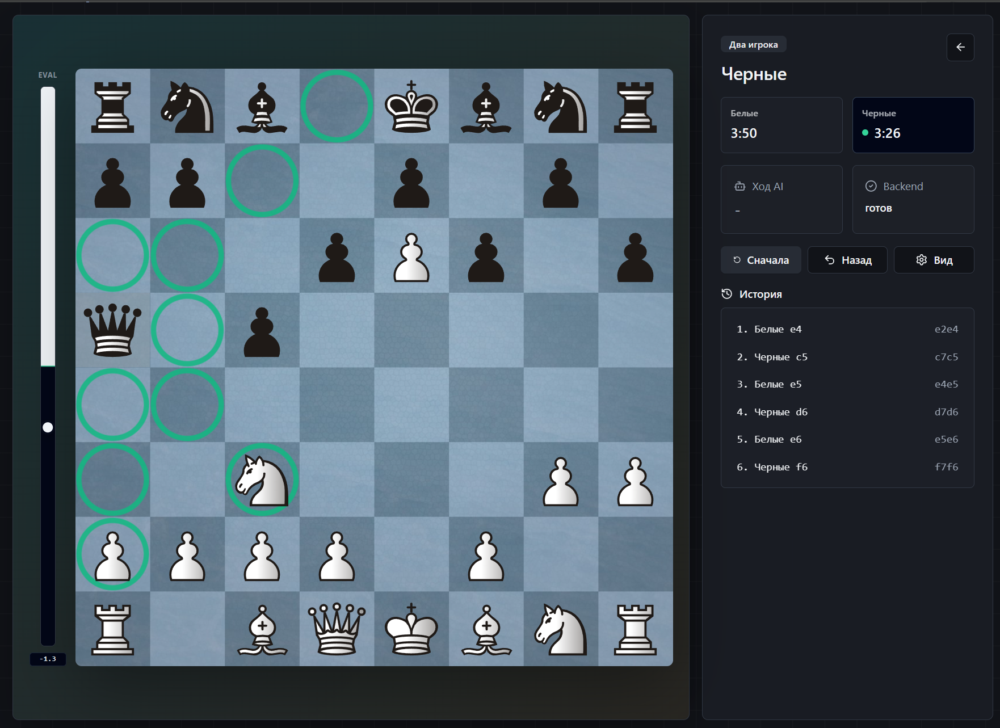 EVAL
-1.3
Два игрока
Черные
Белые
3:50
Черные
3:26
Ход AI
–
Backend
готов
Сначала
Назад
Вид
История
1. Белые e4 e2e4
2. Черные c5 c7c5
3. Белые e5 e4e5
4. Черные d6 d7d6
5. Белые e6 e5e6
6. Черные f6 f7f6